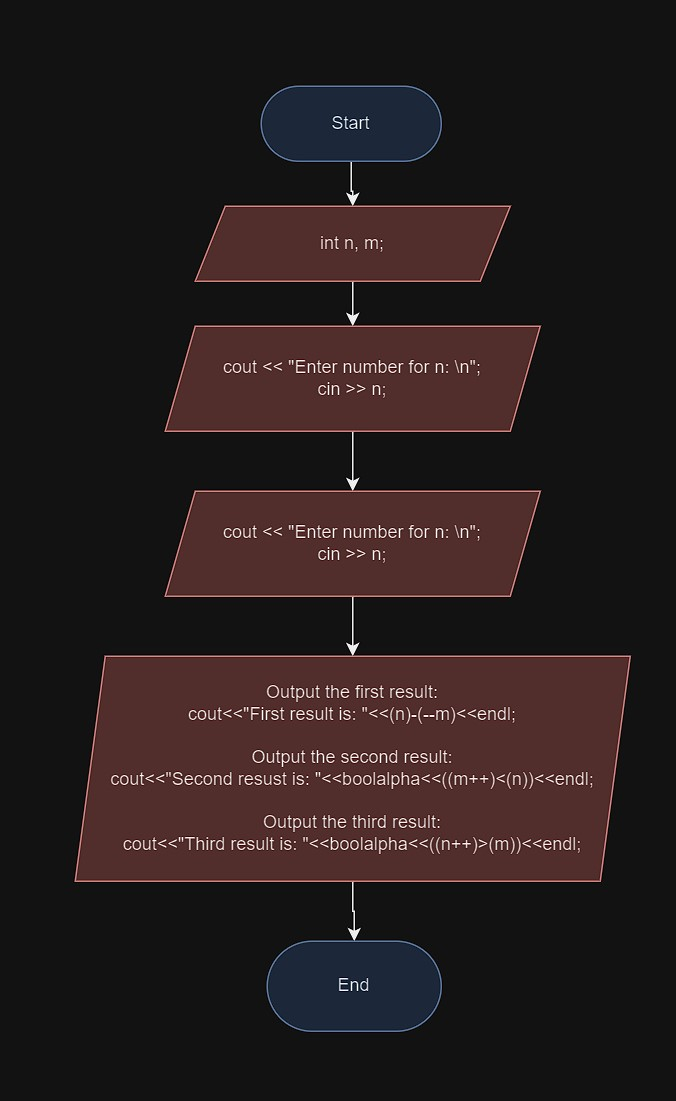 Start
int n, m;
cout << "Enter number for n: \n";
cin >> n;
cout << "Enter number for n: \n";
cin >> n;
Output the first result:
cout<<"First result is: "<<(n)-(--m)<<endl;
Output the second result:
cout<<"Second resust is: "<<boolalpha<<((m++)<(n))<<endl;
Output the third result:
cout<<"Third result is: "<<boolalpha<<((n++)>(m))<<endl;
End